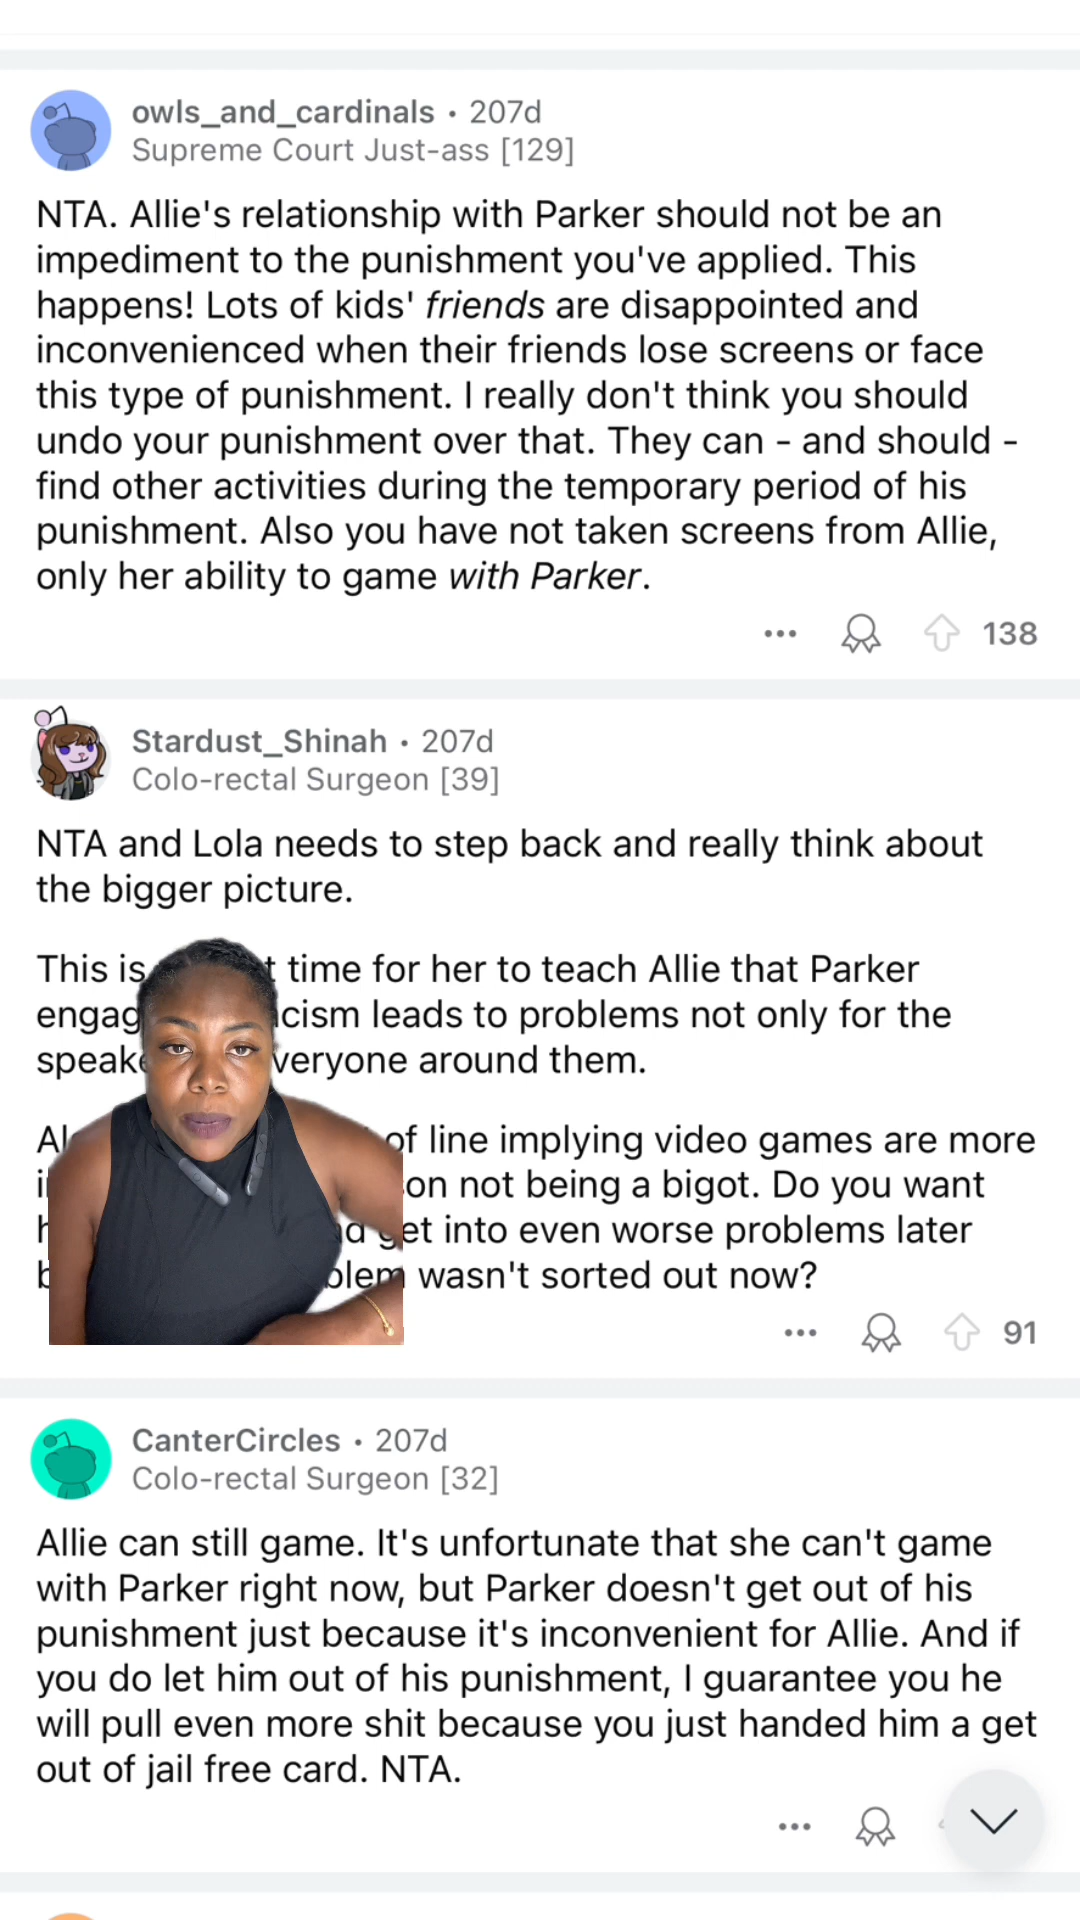 owls_and_cardinals • 207d
Supreme Court Just-ass [129]
NTA. Allie's relationship with Parker should not be an
impediment to the punishment you've applied. This
happens! Lots of kids' friends are disappointed and
inconvenienced when their friends lose screens or face
this type of punishment. I really don't think you should
undo your punishment over that. They can - and should -
find other activities during the temporary period of his
punishment. Also you have not taken screens from Allie,
only her ability to game with Parker.
138
Stardust_Shinah • 207d
Colo-rectal Surgeon [39]
NTA and Lola needs to step back and really think about
the bigger picture.
This is time for her to teach Allie that Parker
leads to problems not only for the
around them.
of line implying video games are more
not being a bigot. Do you want
into even worse problems later
wasn't sorted out now?
91
CanterCircles • 207d
Colo-rectal Surgeon [32]
Allie can still game. It's unfortunate that she can't game
with Parker right now, but Parker doesn't get out of his
punishment just because it's inconvenient for Allie. And if
you do let him out of his punishment, I guarantee you he
will pull even more shit because you just handed him a get
out of jail free card. NTA.